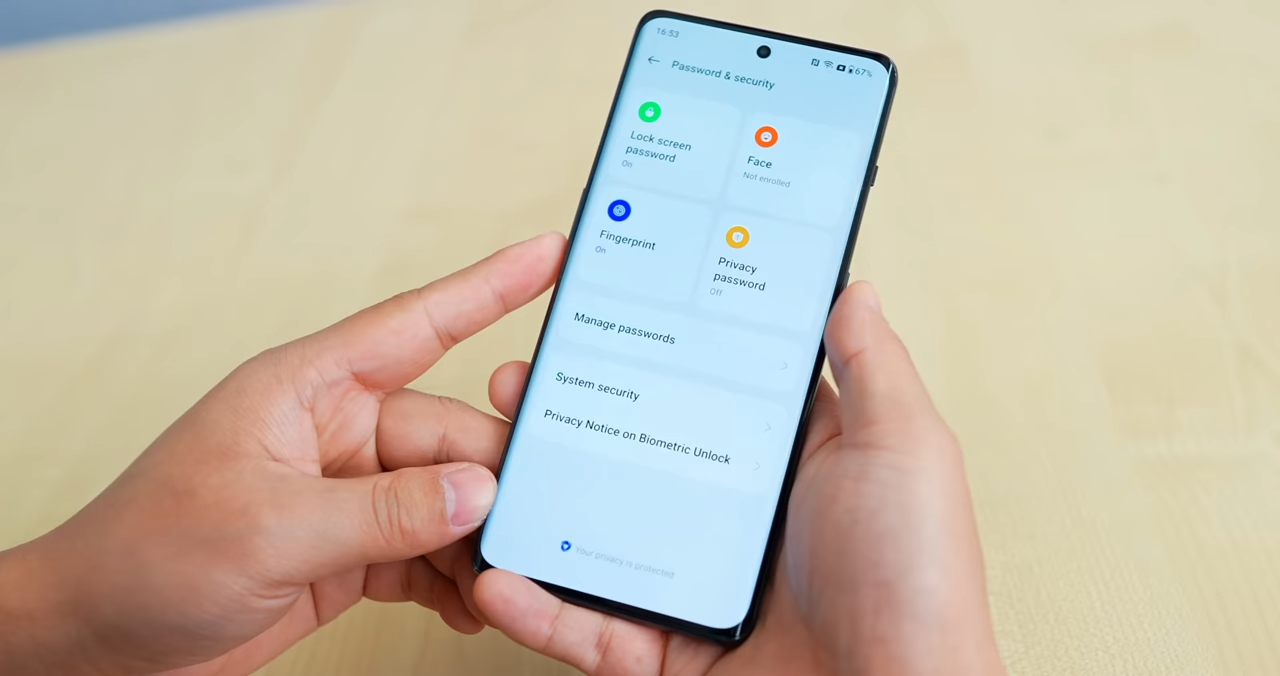 16:53
67%
Password & security
Lock screen
password
On
Face
Not enrolled
Fingerprint
On
Privacy
password
Off
Manage passwords
System security
Privacy Notice on Biometric Unlock
Your privacy is protected